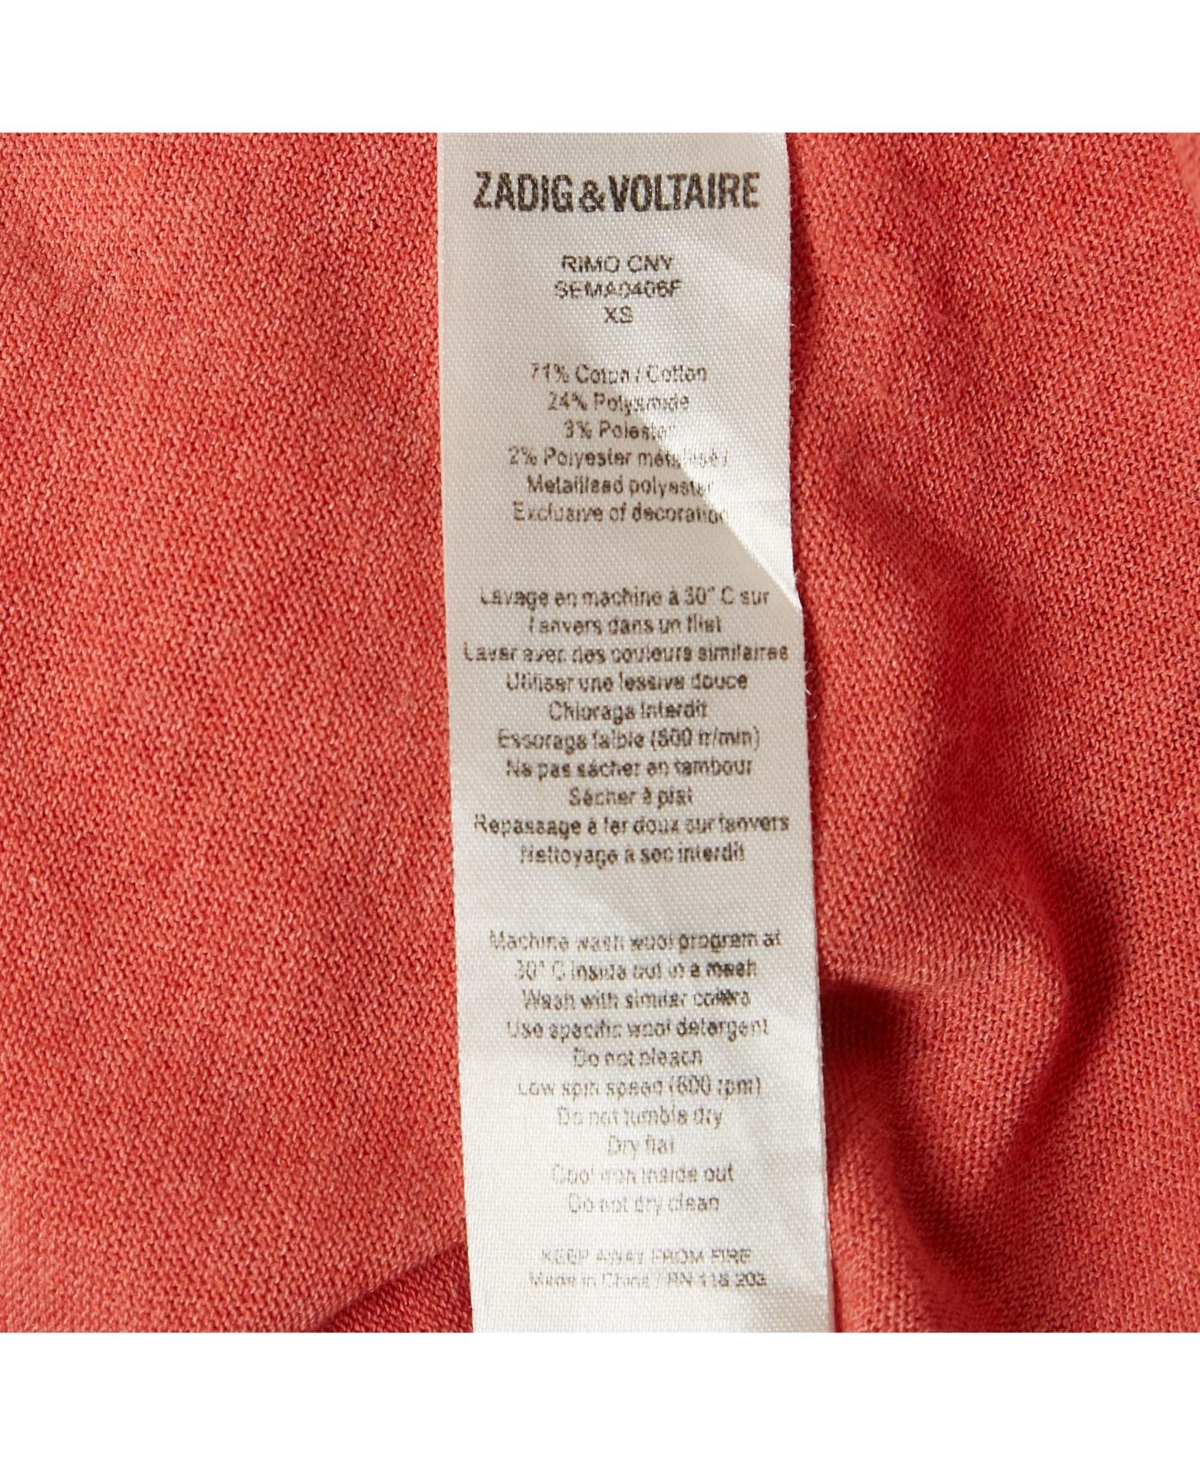 ZADIG&VOLTAIRE
RIMO CNY
SEMA0406F
XS
71% Coton / Cotton
24% Polyamide
3% Polyester
2% Polyester métallisé /
Metallised polyester
Exclusive of decoration
Lavage en machine à 30° C sur
l'envers dans un filet
Laver avec des couleurs similaires
Utiliser une lessive douce
Chlorage interdit
Essorage faible (600 tr/min)
Ne pas sécher en tambour
Sécher à plat
Repassage à fer doux sur l'envers
Nettoyage à sec interdit
Machine wash wool program at
30° C inside out in a mesh
Wash with similar colors
Use specific wool detergent
Do not bleach
Low spin speed (600 rpm)
Do not tumble dry
Dry flat
Cool iron inside out
Do not dry clean
KEEP AWAY FROM FIRE
Made in China / RN 116 203